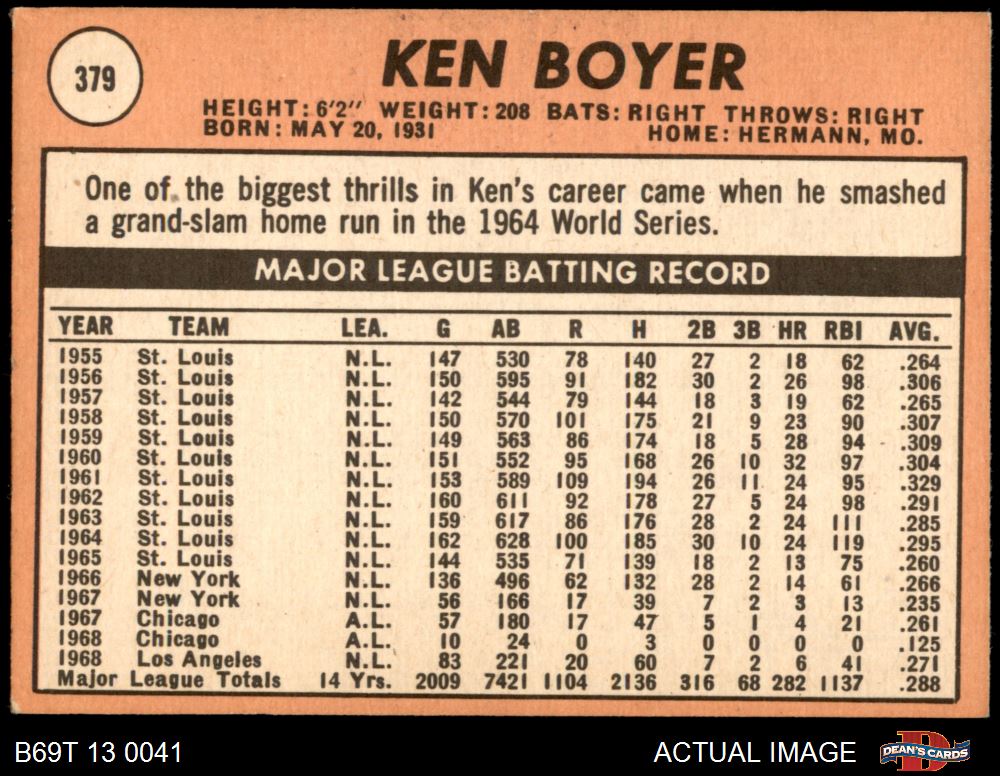 379
KEN BOYER
HEIGHT: 6'2" WEIGHT: 208 BATS: RIGHT THROWS: RIGHT
BORN: MAY 20, 1931 HOME: HERMANN, MO.
One of the biggest thrills in Ken's career came when he smashed
a grand-slam home run in the 1964 World Series.
MAJOR LEAGUE BATTING RECORD
YEAR TEAM LEA. G AB R H 2B 3B HR RBI AVG.
1955 St. Louis N.L. 147 530 78 140 27 2 18 62 .264
1956 St. Louis N.L. 150 595 91 182 30 2 26 98 .306
1957 St. Louis N.L. 142 544 79 144 18 3 19 62 .265
1958 St. Louis N.L. 150 570 101 175 21 9 23 90 .307
1959 St. Louis N.L. 149 563 86 174 18 5 28 94 .309
1960 St. Louis N.L. 151 552 95 168 26 10 32 97 .304
1961 St. Louis N.L. 153 589 109 194 26 11 24 95 .329
1962 St. Louis N.L. 160 611 92 178 27 5 24 98 .291
1963 St. Louis N.L. 159 617 86 176 28 2 24 111 .285
1964 St. Louis N.L. 162 628 100 185 30 10 24 119 .295
1965 St. Louis N.L. 144 535 71 139 18 2 13 75 .260
1966 New York N.L. 136 496 62 132 28 2 14 61 .266
1967 New York N.L. 56 166 17 39 7 2 3 13 .235
1967 Chicago A.L. 57 180 17 47 5 1 4 21 .261
1968 Chicago A.L. 10 24 0 3 0 0 0 0 .125
1968 Los Angeles N.L. 83 221 20 60 7 2 6 41 .271
Major League Totals 14 Yrs. 2009 7421 1104 2136 316 68 282 1137 .288
B69T 13 0041 ACTUAL IMAGE DEAN'S CARDS